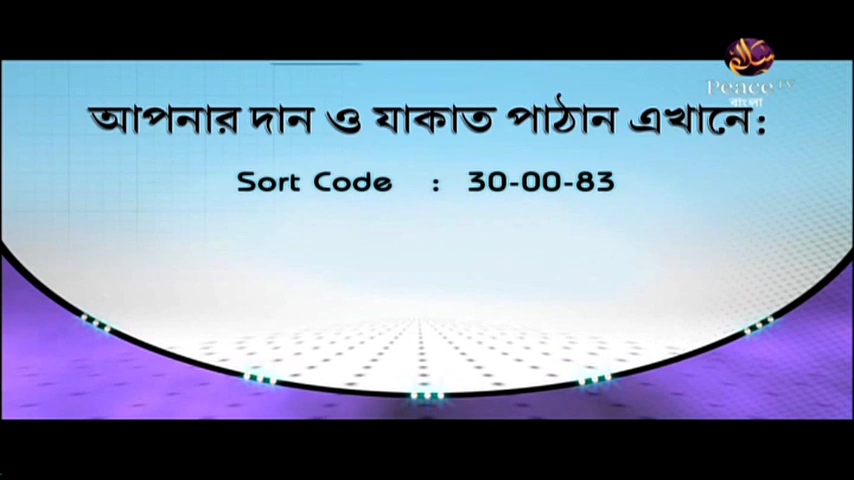 Peace TV
বাংলা
আপনার দান ও যাকাত পাঠান এখানে:
Sort Code : 30-00-83